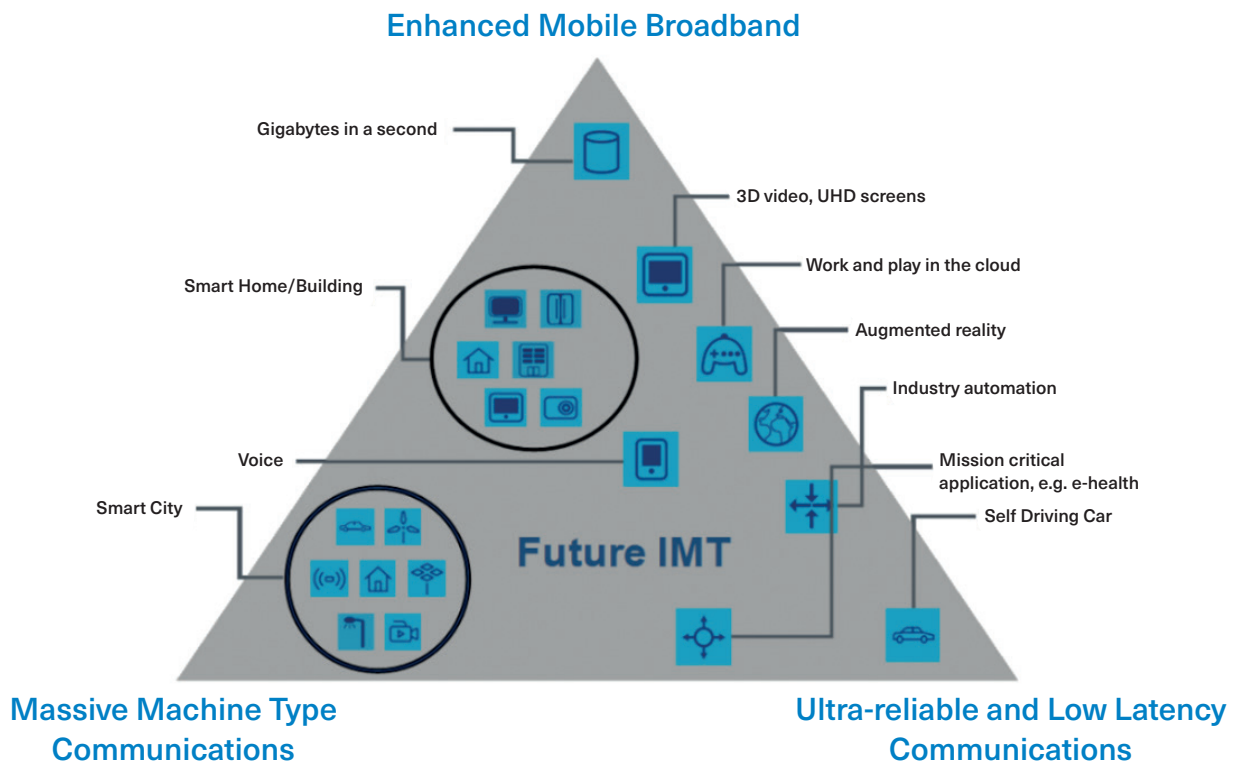 Enhanced Mobile Broadband
Gigabytes in a second
3D video, UHD screens
Work and play in the cloud
Smart Home/Building
Augmented reality
Industry automation
Voice
Mission critical
application, e.g. e-health
Smart City
Self Driving Car
Future IMT
Massive Machine Type
Communications
Ultra-reliable and Low Latency
Communications